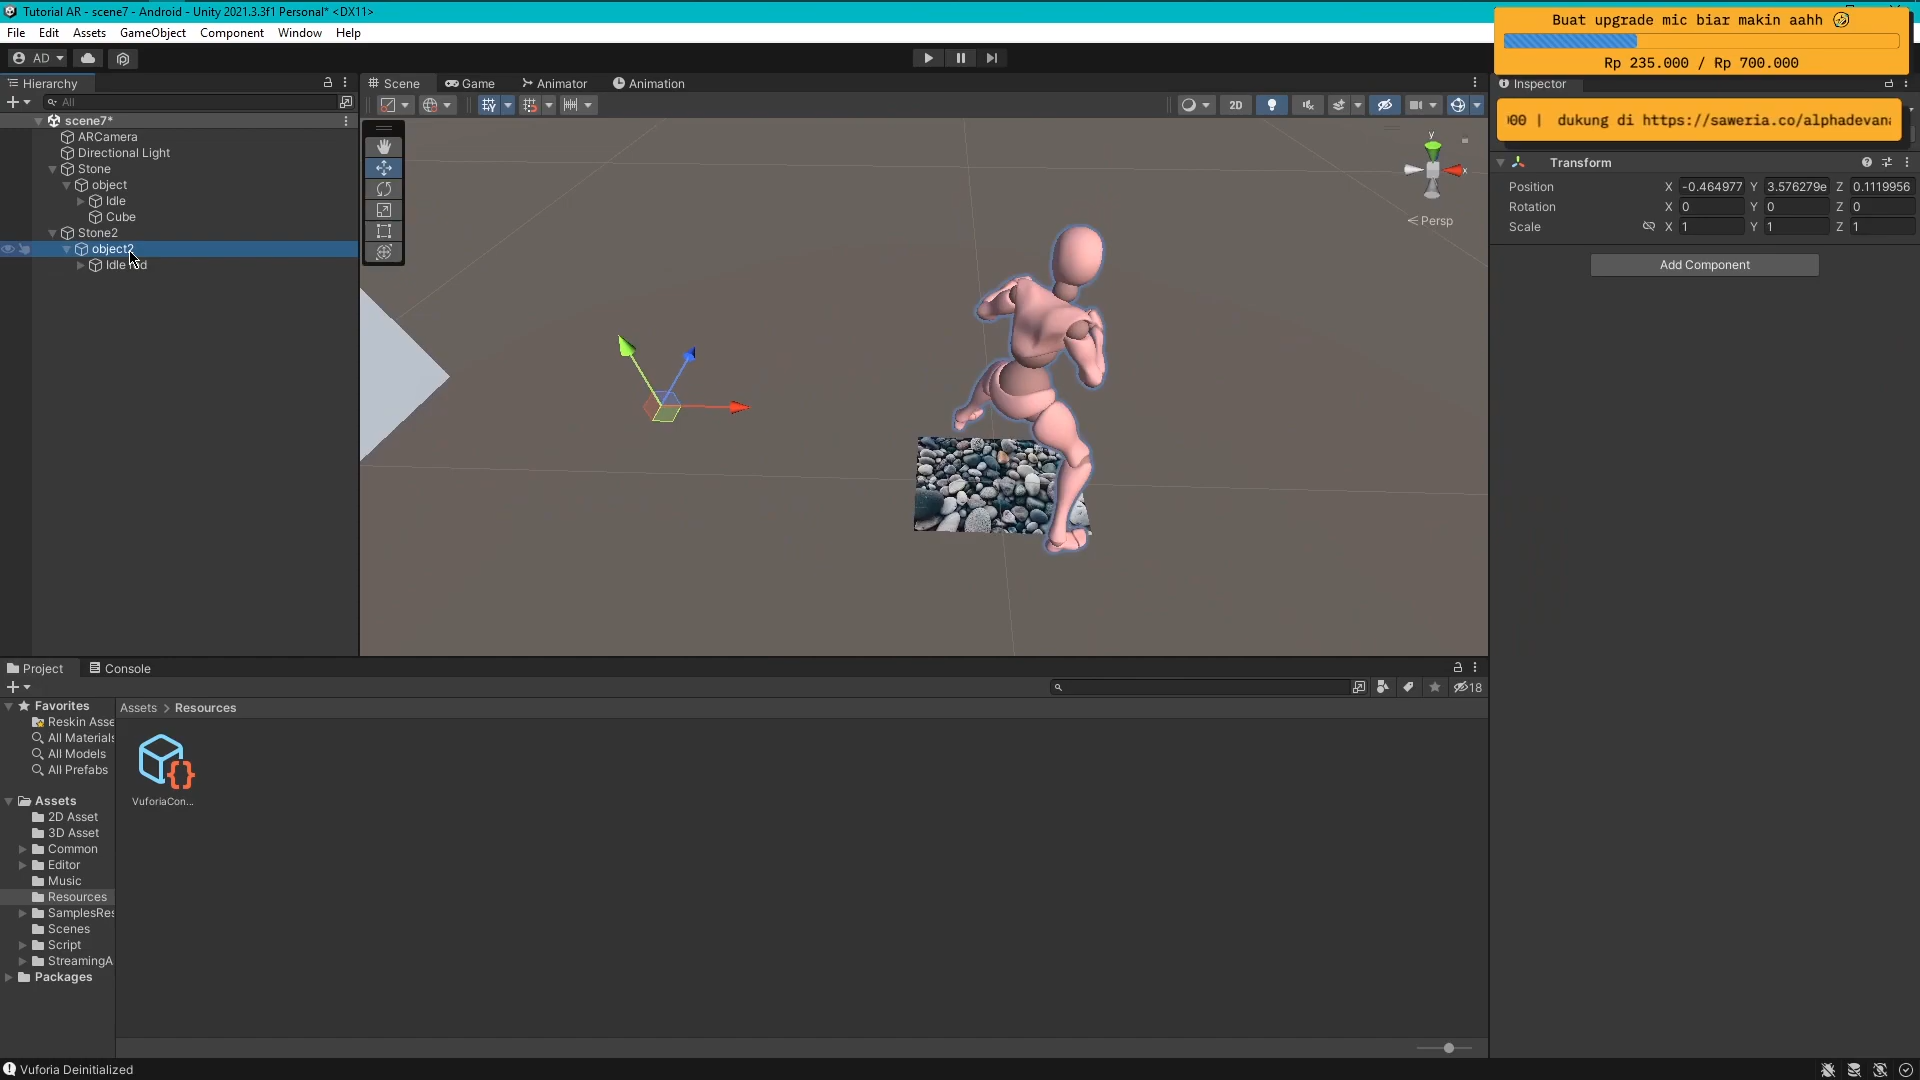 Tutorial AR - scene7 - Android - Unity 2021.3.3f1 Personal* <DX11>
File Edit Assets GameObject Component Window Help
AD
Buat upgrade mic biar makin aahh 🤣
Rp 235.000 / Rp 700.000
Hierarchy
All
scene7*
ARCamera
Directional Light
Stone
object
Idle
Cube
Stone2
object2
Scene Game Animator Animation
2D
y
x
Persp
Inspector
dukung di https://saweria.co/alphadevana
Transform
Position X -0.464977 Y 3.576279e Z 0.1119956
Rotation X 0 Y 0 Z 0
Scale X 1 Y 1 Z 1
Add Component
Project Console
18
Favorites
Reskin Asse
All Materials
All Models
All Prefabs
Assets
2D Asset
3D Asset
Common
Editor
Music
Resources
SamplesRes
Scenes
Script
StreamingA
Packages
Assets > Resources
VuforiaCon...
Vuforia Deinitialized